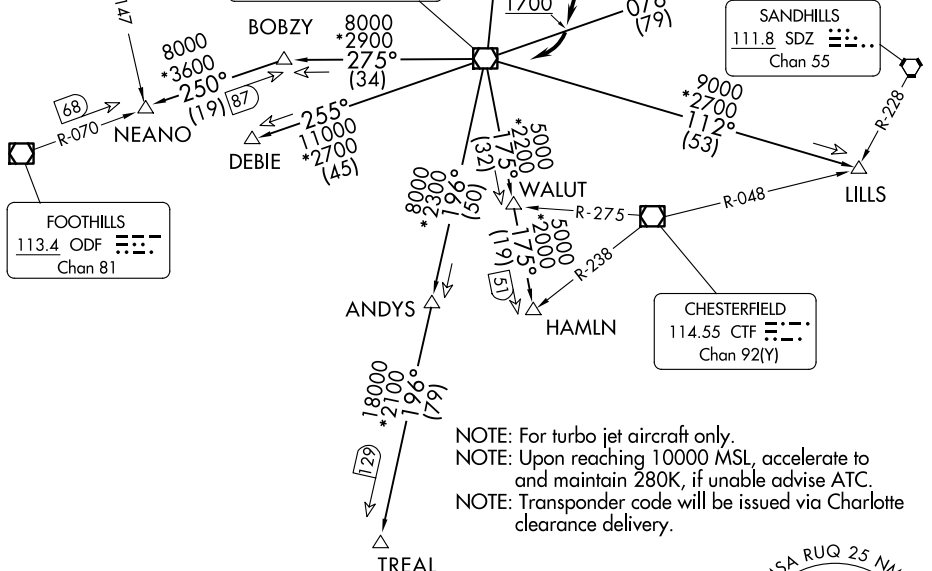 147
1700
07
(79)
SANDHILLS
111.8 SDZ
Chan 55
BOBZY
8000
*2900
275°
(34)
8000
*3600
250°
(19)
87
68
R-070
NEANO
255°
11000
*2700
(45)
DEBIE
9000
*2700
112°
(53)
R-228
LILLS
FOOTHILLS
113.4 ODF
Chan 81
8000
*2300
196°
(50)
5000
*2200
175°
(32)
WALUT
R-275
R-048
5000
*2000
175°
(19)
51
R-238
ANDYS
HAMLN
CHESTERFIELD
114.55 CTF
Chan 92(Y)
18000
*2100
196°
(79)
129
NOTE: For turbo jet aircraft only.
NOTE: Upon reaching 10000 MSL, accelerate to
and maintain 280K, if unable advise ATC.
NOTE: Transponder code will be issued via Charlotte
clearance delivery.
TREAL
SA RUQ 25 NM